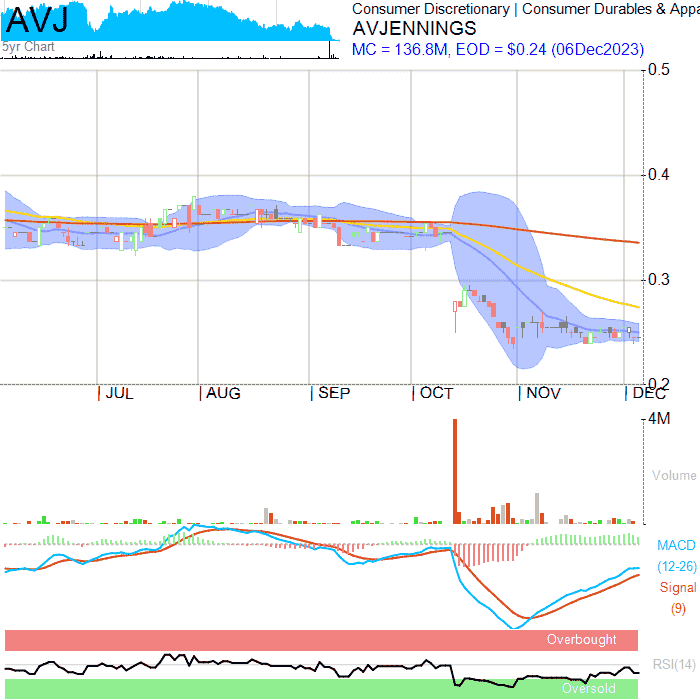 AVJ
5yr Chart
Consumer Discretionary | Consumer Durables & Appa
AVJENNINGS
MC = 136.8M, EOD = $0.24 (06Dec2023)
0.5
0.4
0.3
0.2
JUL AUG SEP OCT NOV DEC
4M
Volume
MACD
(12-26)
Signal
(9)
Overbought
RSI(14)
Oversold